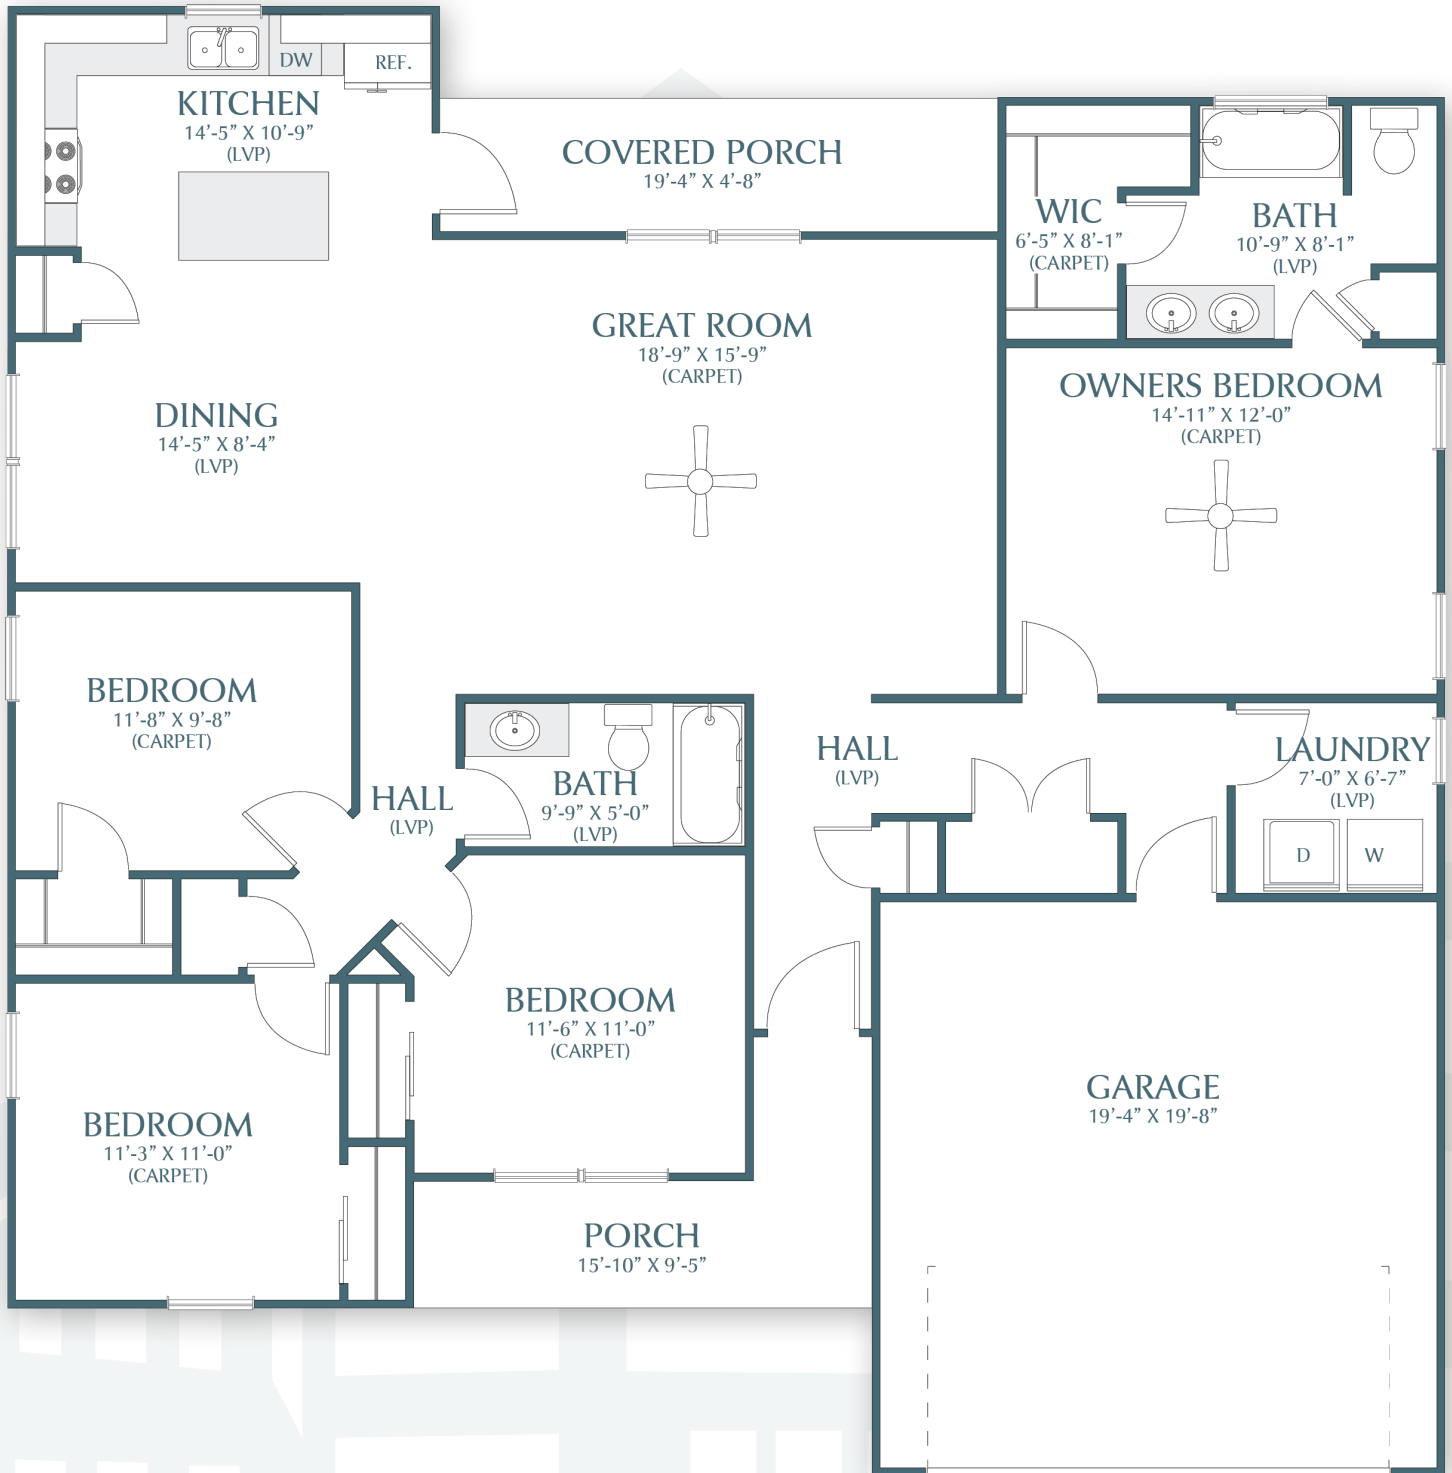 DW
REF.
KITCHEN
14’-5” X 10’-9”
(LVP)
COVERED PORCH
19’-4” X 4’-8”
WIC
6’-5” X 8’-1”
(CARPET)
BATH
10’-9” X 8’-1”
(LVP)
GREAT ROOM
18’-9” X 15’-9”
(CARPET)
OWNERS BEDROOM
14’-11” X 12’-0”
(CARPET)
DINING
14’-5” X 8’-4”
(LVP)
BEDROOM
11’-8” X 9’-8”
(CARPET)
HALL
(LVP)
BATH
9’-9” X 5’-0”
(LVP)
HALL
(LVP)
LAUNDRY
7’-0” X 6’-7”
(LVP)
D
W
BEDROOM
11’-6” X 11’-0”
(CARPET)
BEDROOM
11’-3” X 11’-0”
(CARPET)
GARAGE
19’-4” X 19’-8”
PORCH
15’-10” X 9’-5”